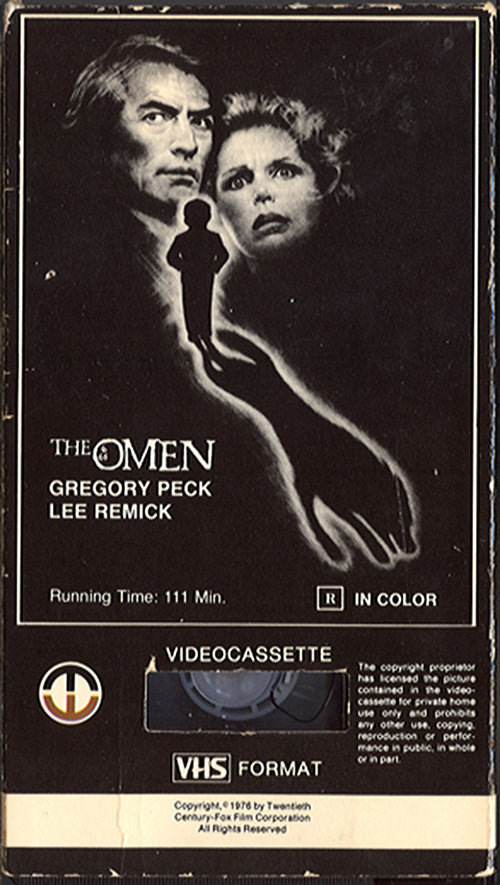 THE OMEN
GREGORY PECK
LEE REMICK
Running Time: 111 Min.
R IN COLOR
VIDEOCASSETTE
The copyright proprietor
has licensed the picture
contained in the video-
cassette for private home
use only and prohibits
any other use, copying,
reproduction or perfor-
mance in public, in whole
or in part.
VHS FORMAT
Copyright, © 1976 by Twentieth
Century-Fox Film Corporation
All Rights Reserved